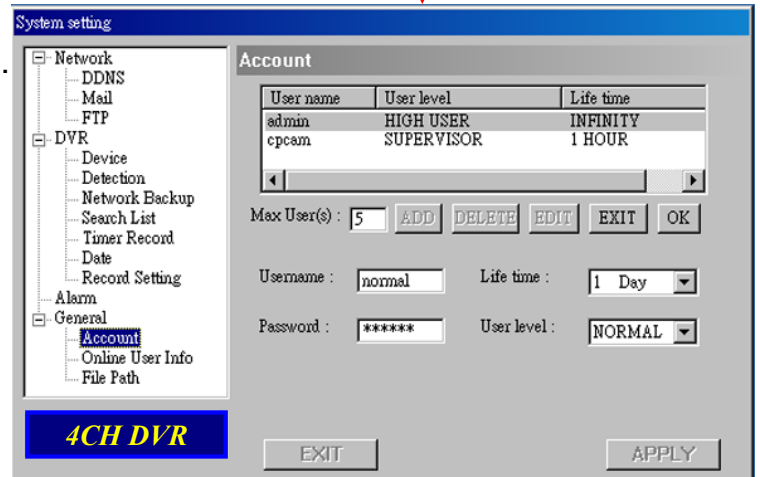 System setting
Network
DDNS
Mail
FTP
DVR
Device
Detection
Network Backup
Search List
Timer Record
Date
Record Setting
Alarm
General
Account
Online User Info
File Path
4CH DVR
Account
User name User level Life time
admin HIGH USER INFINITY
cpcam SUPERVISOR 1 HOUR
Max User(s) : 5 ADD DELETE EDIT EXIT OK
Username : normal Life time : 1 Day
Password : ****** User level : NORMAL
EXIT APPLY